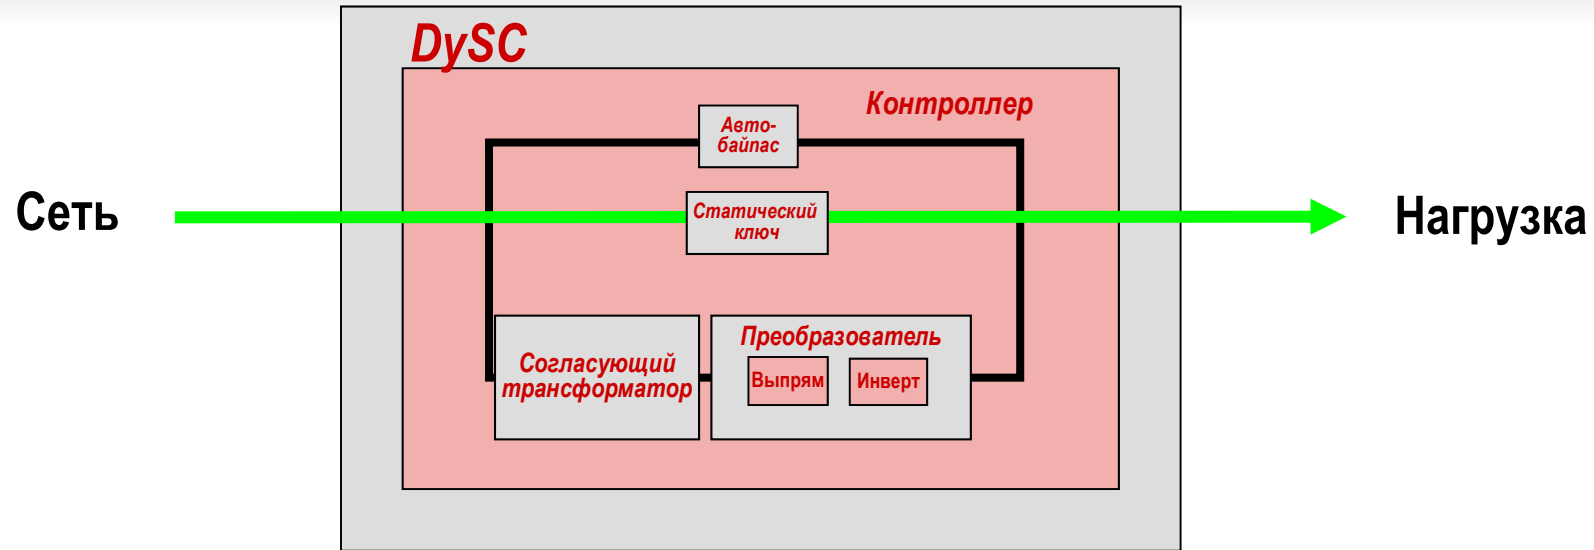 DySC
Контроллер
Авто-
байпас
Сеть
Статический
ключ
Нагрузка
Согласующий
трансформатор
Преобразователь
Выпрям
Инверт